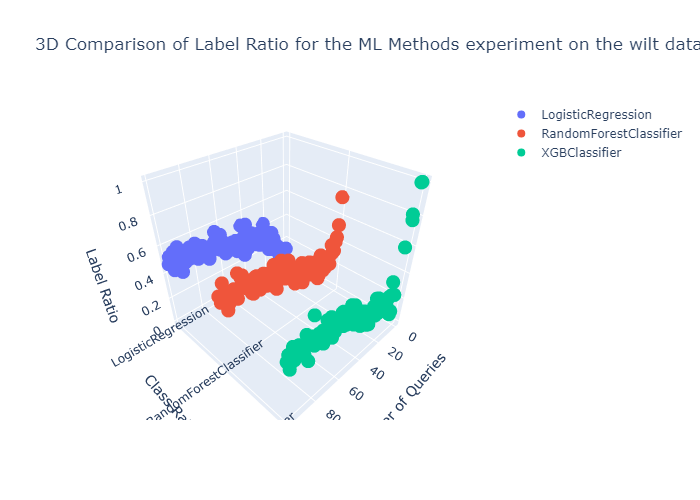 3D Comparison of Label Ratio for the ML Methods experiment on the wilt data
LogisticRegression
RandomForestClassifier
XGBClassifier
1
0.8
0.6
0.4
0.2
0
Label Ratio
LogisticRegression
RandomForestClassifier
0
20
40
60
80
of Queries